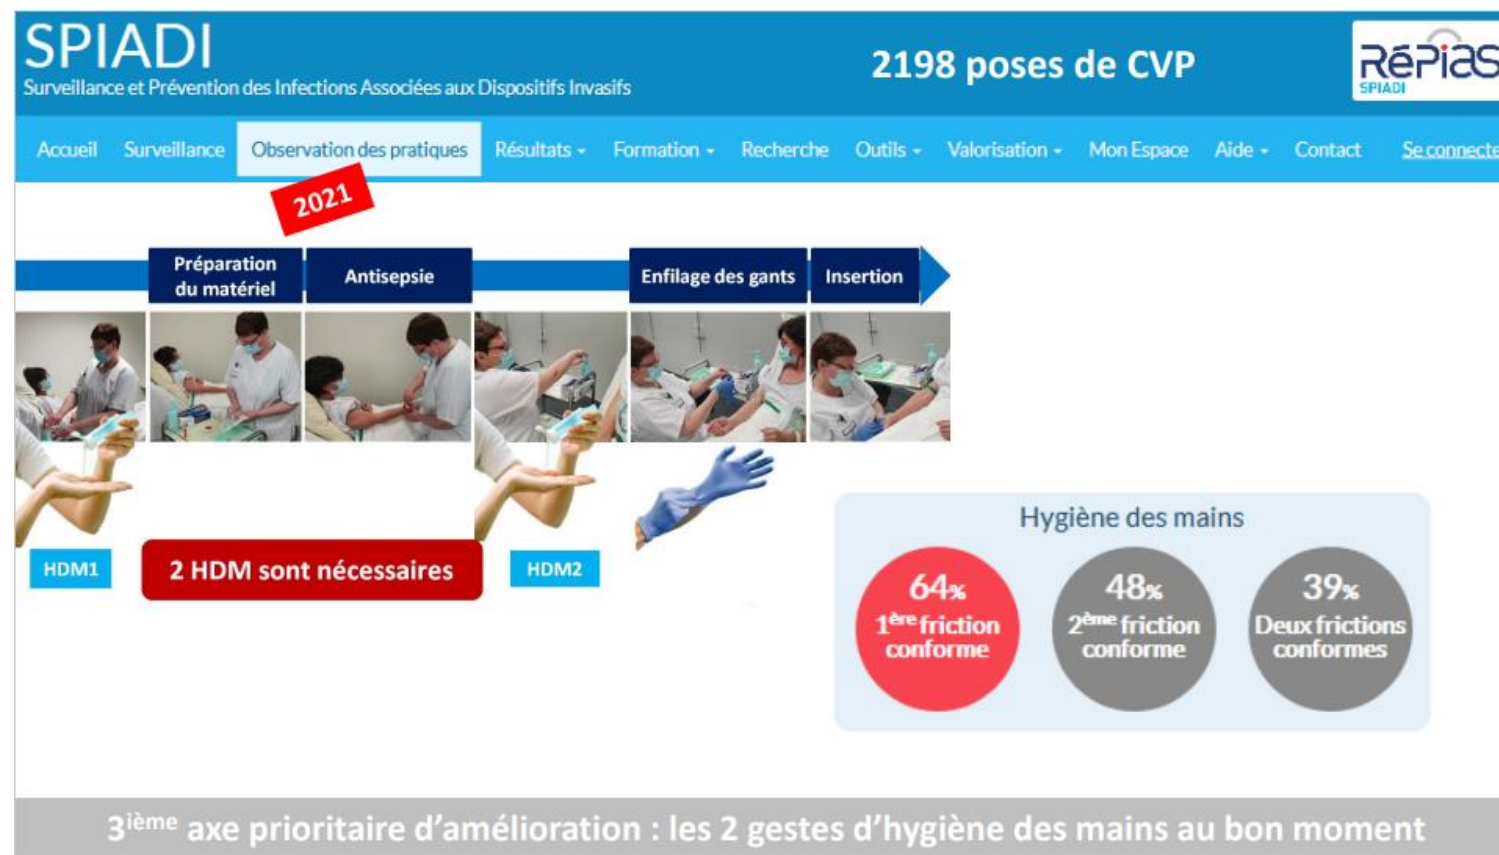 SPIADI
Surveillance et Prévention des Infections Associées aux Dispositifs Invasifs
2198 poses de CVP
RéPias
SPIADI
Accueil Surveillance Observation des pratiques Résultats Formation Recherche Outils Valorisation Mon Espace Aide Contact Se connecte
2021
Préparation
du matériel
Antisepsie
Enfilage des gants
Insertion
HDM1
2 HDM sont nécessaires
HDM2
Hygiène des mains
64%
1ère friction
conforme
48%
2ème friction
conforme
39%
Deux frictions
conformes
3ième axe prioritaire d'amélioration : les 2 gestes d'hygiène des mains au bon moment